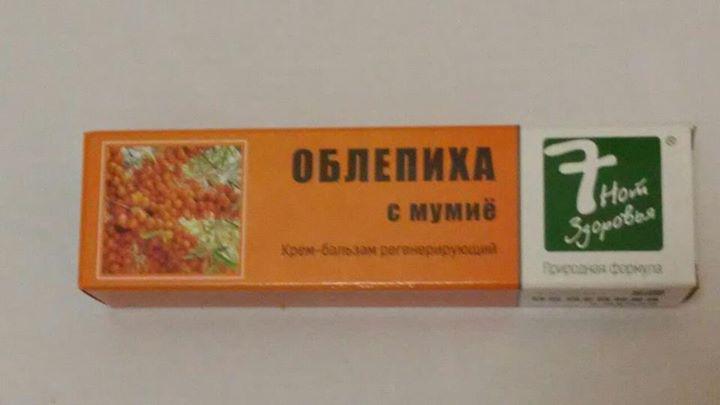 ОБЛЕПИХА
с мумиё
Крем-бальзам регенерирующий
7
Нот
Здоровья
®
Природная формула